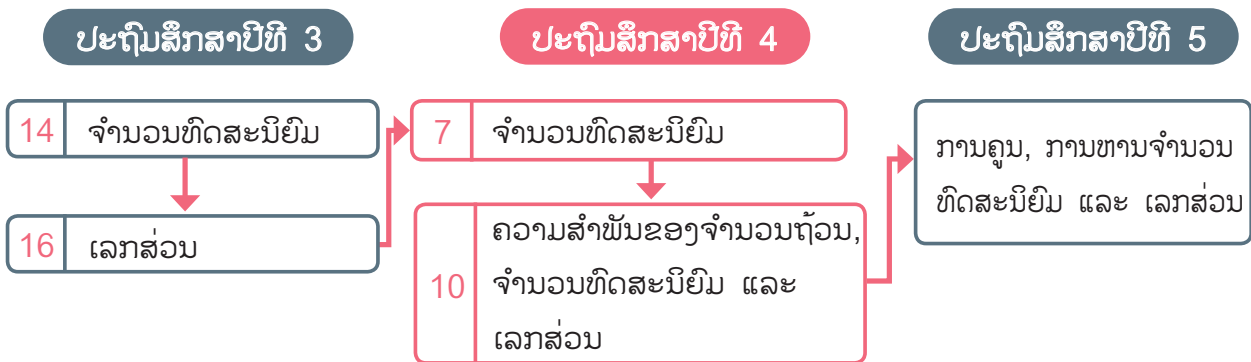 ປະຖົມສຶກສາປີທີ 3
14 ຈຳນວນທົດສະນິຍົມ
16 ເລກສ່ວນ
ປະຖົມສຶກສາປີທີ 4
7 ຈຳນວນທົດສະນິຍົມ
ຄວາມສຳພັນຂອງຈຳນວນຖ້ວນ,
10 ຈຳນວນທົດສະນິຍົມ ແລະ
ເລກສ່ວນ
ປະຖົມສຶກສາປີທີ 5
ການຄູນ, ການຫານຈຳນວນ
ທົດສະນິຍົມ ແລະ ເລກສ່ວນ